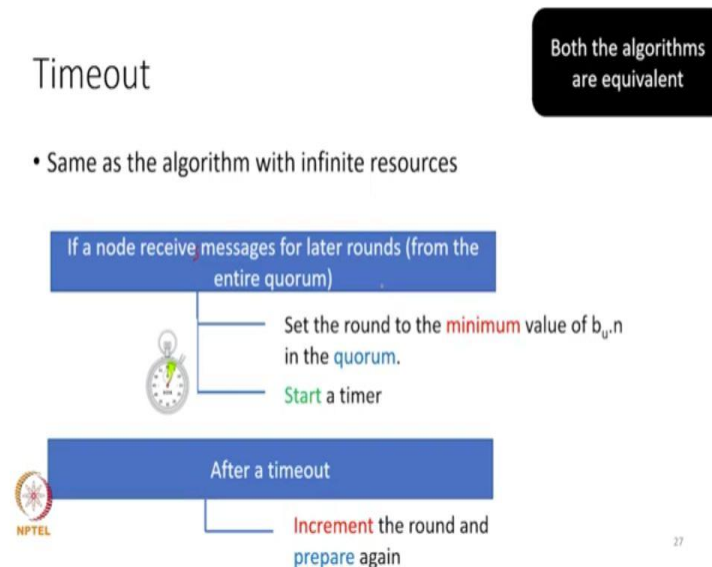 Both the algorithms
are equivalent
Timeout
• Same as the algorithm with infinite resources
If a node receives messages for later rounds (from the
entire quorum)
Set the round to the minimum value of bu.n
in the quorum.
Start a timer
After a timeout
Increment the round and
prepare again
NPTEL
27